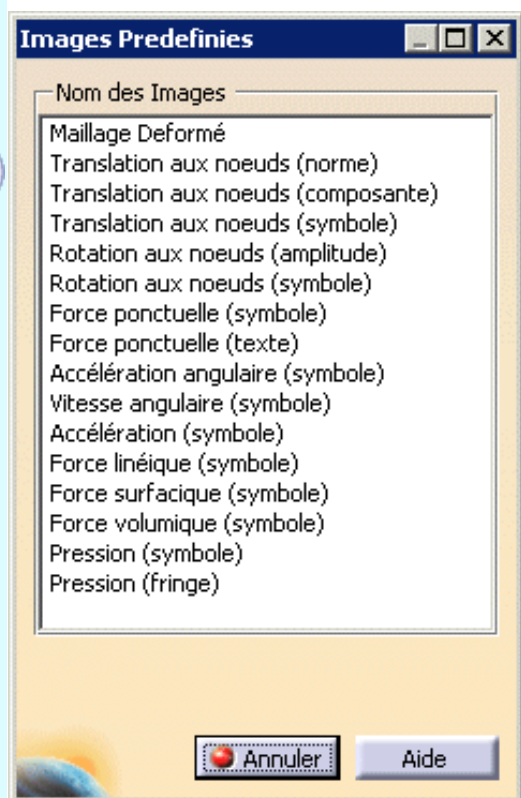 Images Predefinies
Nom des Images
Maillage Deformé
Translation aux noeuds (norme)
Translation aux noeuds (composante)
Translation aux noeuds (symbole)
Rotation aux noeuds (amplitude)
Rotation aux noeuds (symbole)
Force ponctuelle (symbole)
Force ponctuelle (texte)
Accélération angulaire (symbole)
Vitesse angulaire (symbole)
Accélération (symbole)
Force linéique (symbole)
Force surfacique (symbole)
Force volumique (symbole)
Pression (symbole)
Pression (fringe)
Annuler Aide